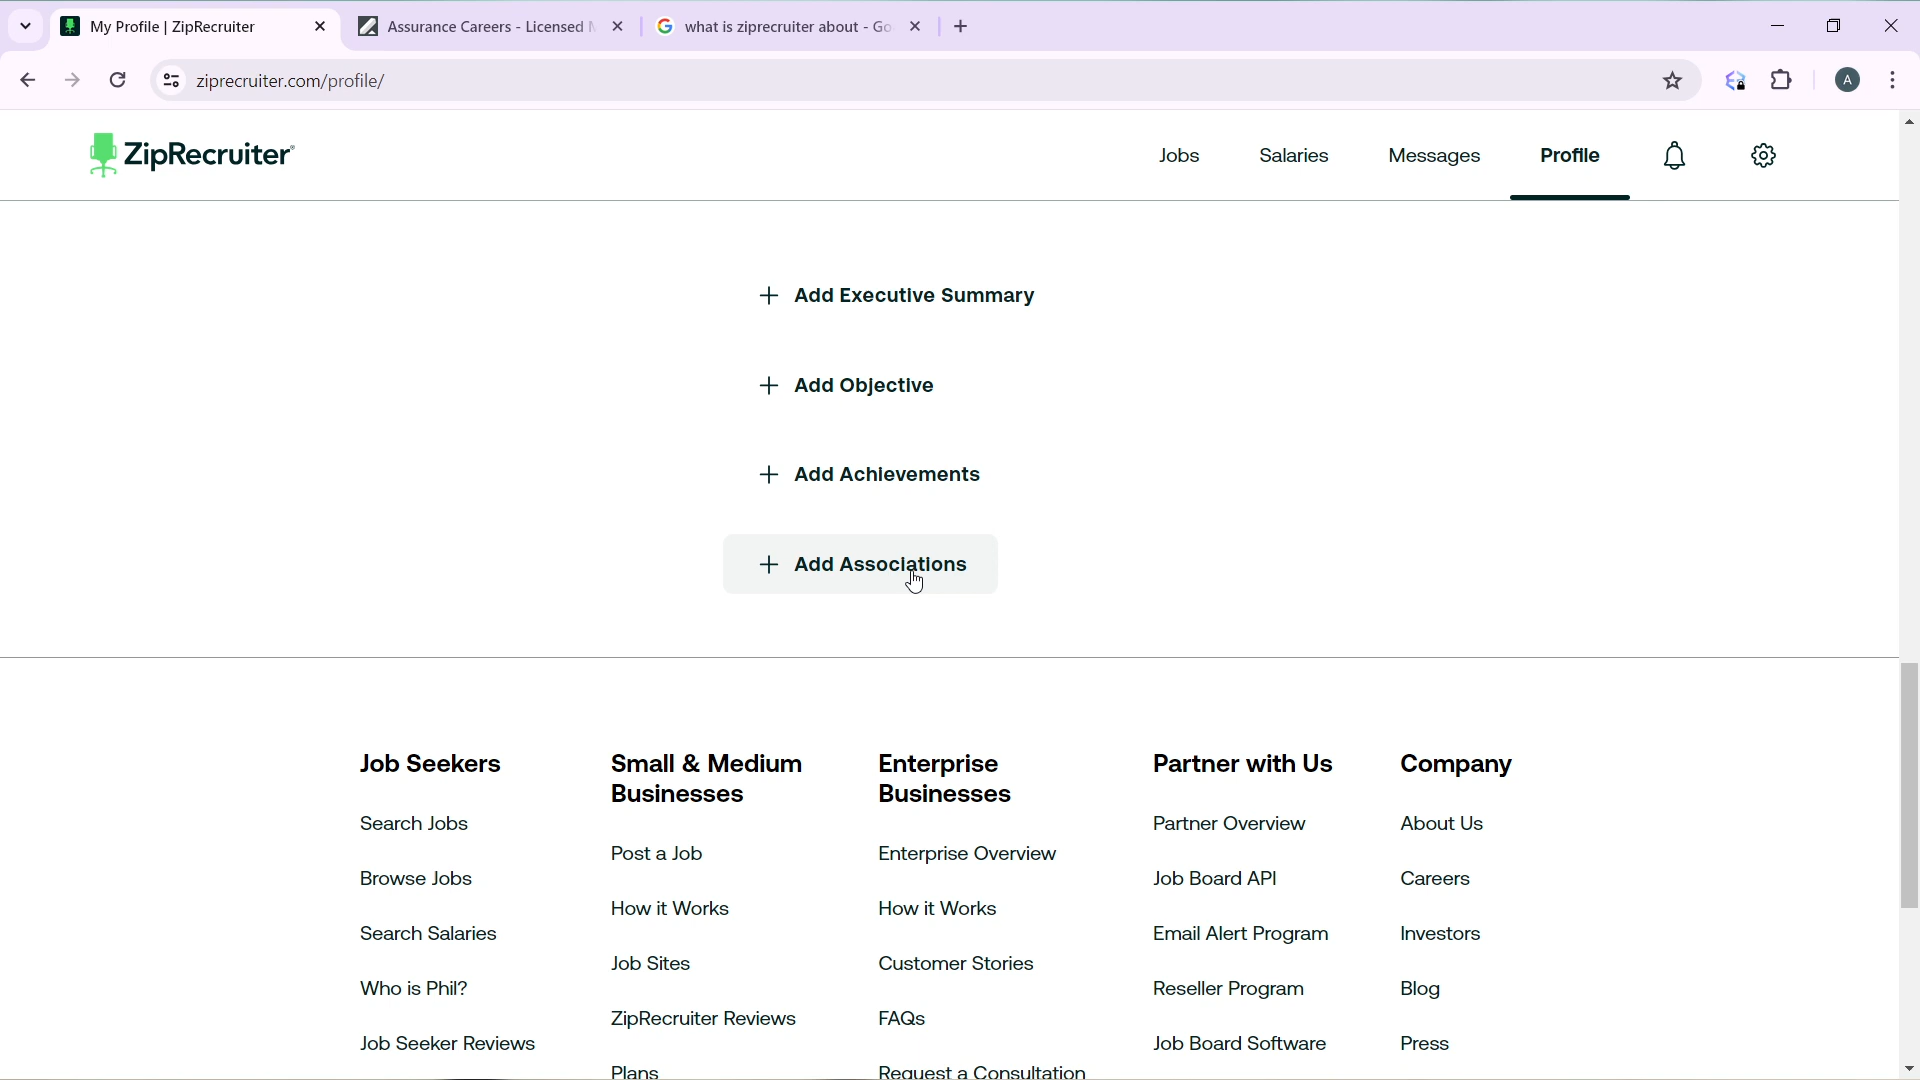 My Profile | ZipRecruiter
Assurance Careers - Licensed
what is ziprecruiter about - Go
ziprecruiter.com/profile/
A
ZipRecruiter
Jobs
Salaries
Messages
Profile
Add Executive Summary
Add Objective
Add Achievements
Add Associations
Job Seekers
Search Jobs
Browse Jobs
Search Salaries
Who is Phil?
Job Seeker Reviews
Small & Medium
Businesses
Post a Job
How it Works
Job Sites
ZipRecruiter Reviews
Plans
Enterprise
Businesses
Enterprise Overview
How it Works
Customer Stories
FAQs
Request a Consultation
Partner with Us
Partner Overview
Job Board API
Email Alert Program
Reseller Program
Job Board Software
Company
About Us
Careers
Investors
Blog
Press